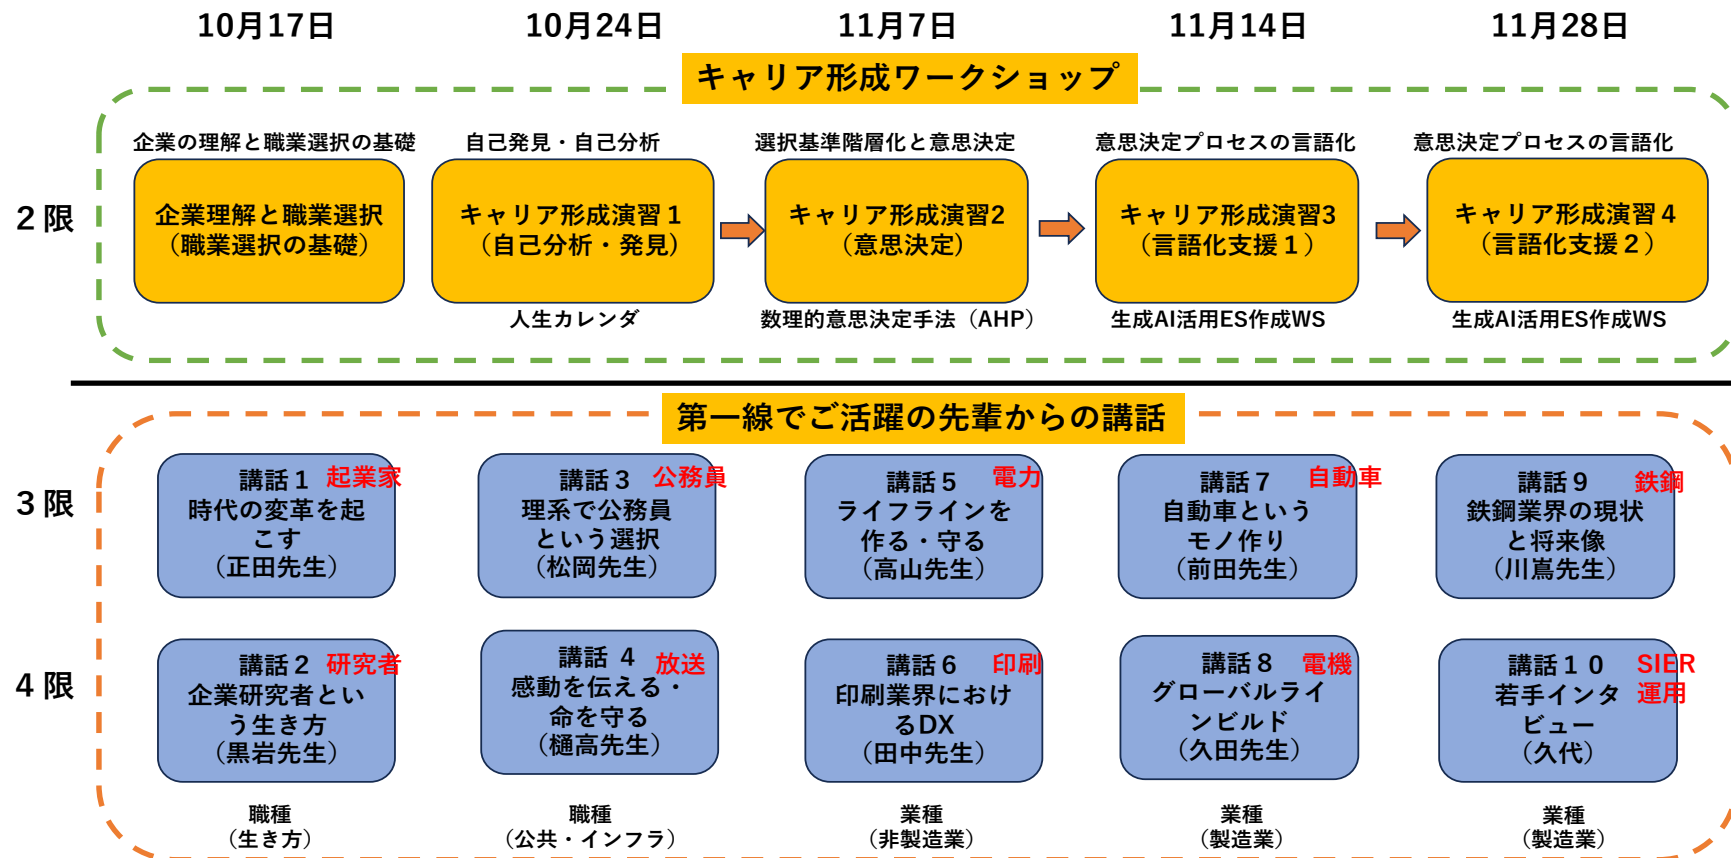 10月17日
10月24日
11月7日
11月14日
11月28日
キャリア形成ワークショップ
企業の理解と職業選択の基礎
自己発見・自己分析
選択基準階層化と意思決定
意思決定プロセスの言語化
意思決定プロセスの言語化
2限
企業理解と職業選択
（職業選択の基礎）
キャリア形成演習１
（自己分析・発見）
キャリア形成演習2
（意思決定）
キャリア形成演習3
（言語化支援１）
キャリア形成演習４
（言語化支援２）
人生カレンダ
数理的意思決定手法（AHP）
生成AI活用ES作成WS
生成AI活用ES作成WS
第一線でご活躍の先輩からの講話
3限
講話１
起業家
時代の変革を起
こす
（正田先生）
講話３
公務員
理系で公務員
という選択
（松岡先生）
講話５
電力
ライフラインを
作る・守る
（高山先生）
講話７
自動車
自動車という
モノ作り
（前田先生）
講話９
鉄鋼
鉄鋼業界の現状
と将来像
（川嶌先生）
4限
講話２
研究者
企業研究者とい
う生き方
（黒岩先生）
講話 ４
放送
感動を伝える・
命を守る
（樋高先生）
講話６
印刷
印刷業界におけ
るDX
（田中先生）
講話８
電機
グローバルライ
ンビルド
（久田先生）
講話１０
SIER
運用
若手インタ
ビュー
（久代）
職種
（生き方）
職種
（公共・インフラ）
業種
（非製造業）
業種
（製造業）
業種
（製造業）